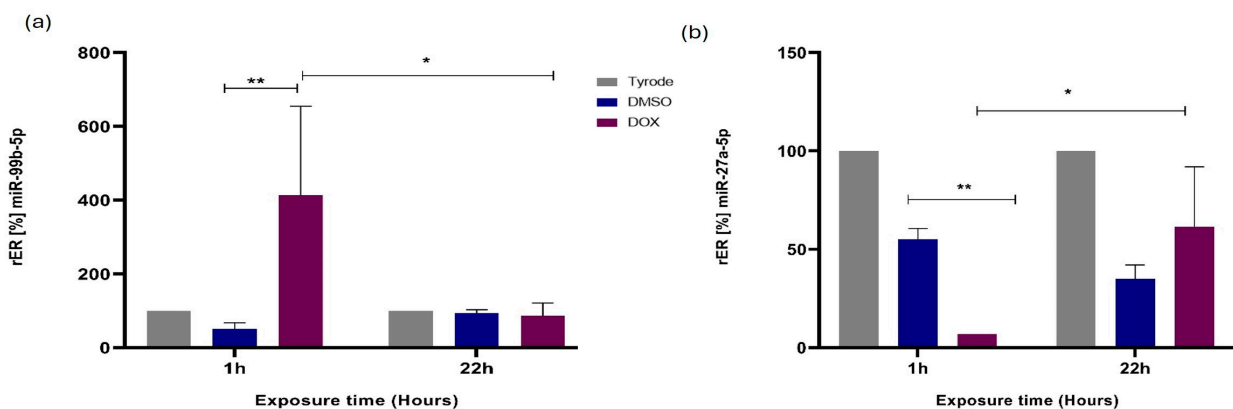 (a)
800
600
400
200
0
rER [%] miR-99b-5p
**
*
Tyrode
DMSO
DOX
1h
22h
Exposure time (Hours)
(b)
150
100
50
0
rER [%] miR-27a-5p
**
*
1h
22h
Exposure time (Hours)